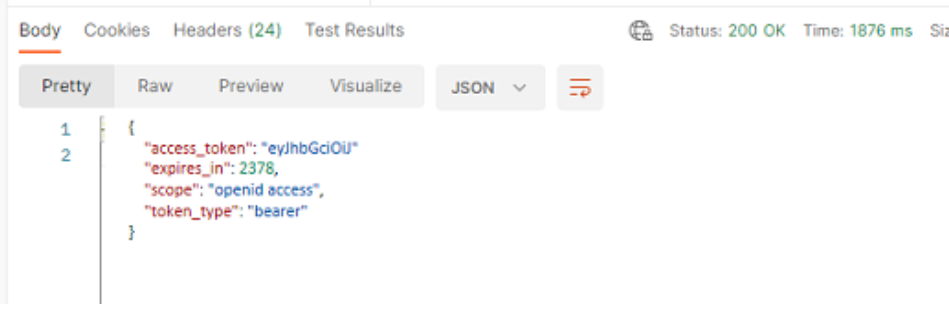 Body Cookies Headers (24) Test Results Status: 200 OK Time: 1876 ms Siz
Pretty Raw Preview Visualize JSON
1 {
2 "access_token": "eyJhbGciOiJ"
"expires_in": 2378,
"scope": "openid access",
"token_type": "bearer"
}